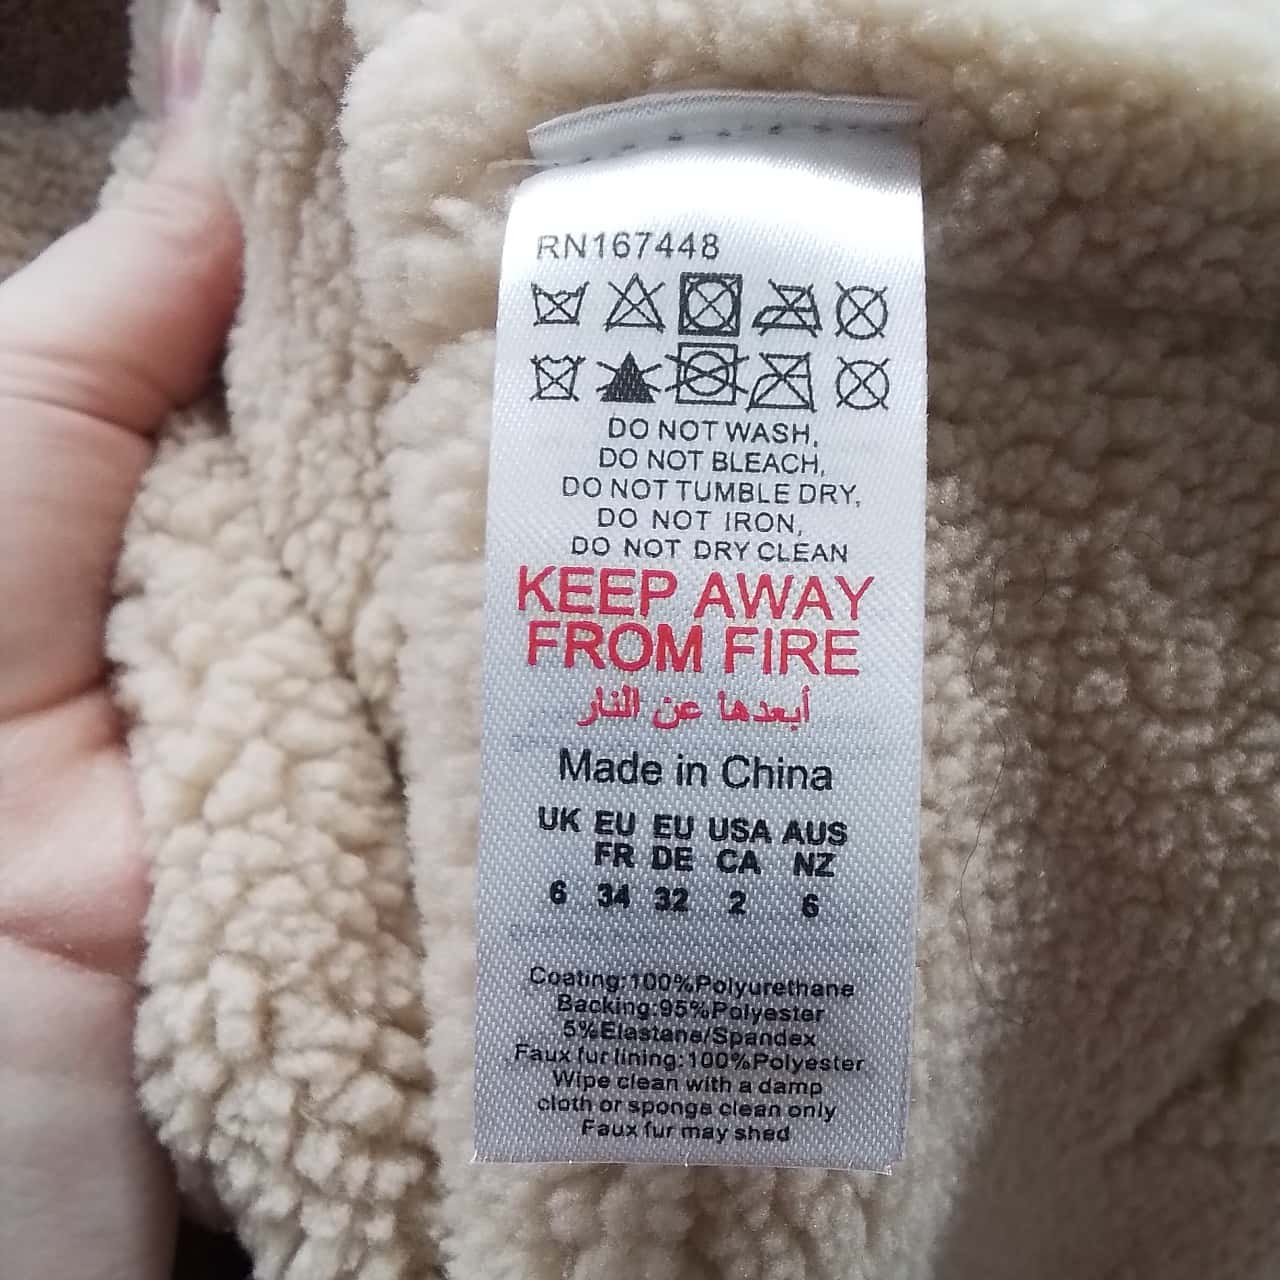 RN167448
DO NOT WASH,
DO NOT BLEACH,
DO NOT TUMBLE DRY,
DO NOT IRON,
DO NOT DRY CLEAN
KEEP AWAY
FROM FIRE
أبعدها عن النار
Made in China
UK EU EU USA AUS
FR DE CA NZ
6 34 32 2 6
Coating:100%Polyurethane
Backing:95%Polyester
5%Elastane/Spandex
Faux fur lining:100%Polyester
Wipe clean with a damp
cloth or sponge clean only
Faux fur may shed